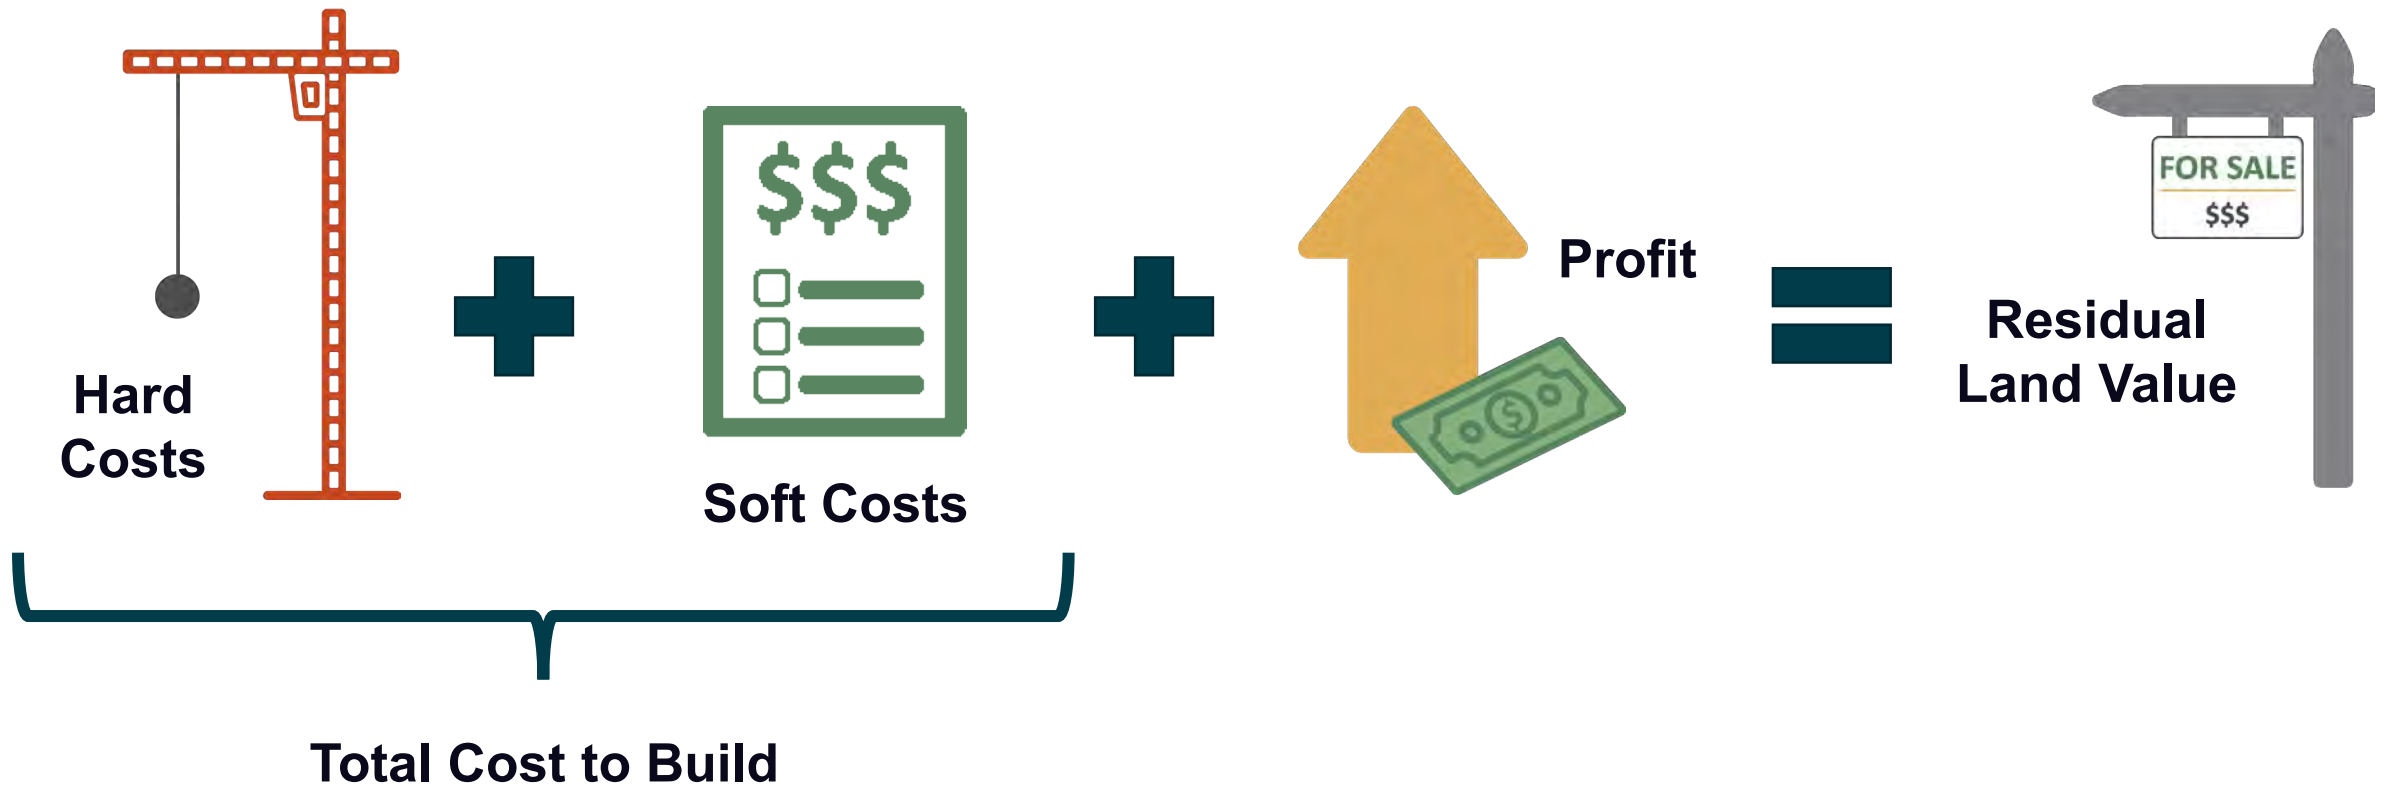 Hard
Costs
$$$
Soft Costs
Profit
$
Residual
Land Value
FOR SALE
$$$
Total Cost to Build